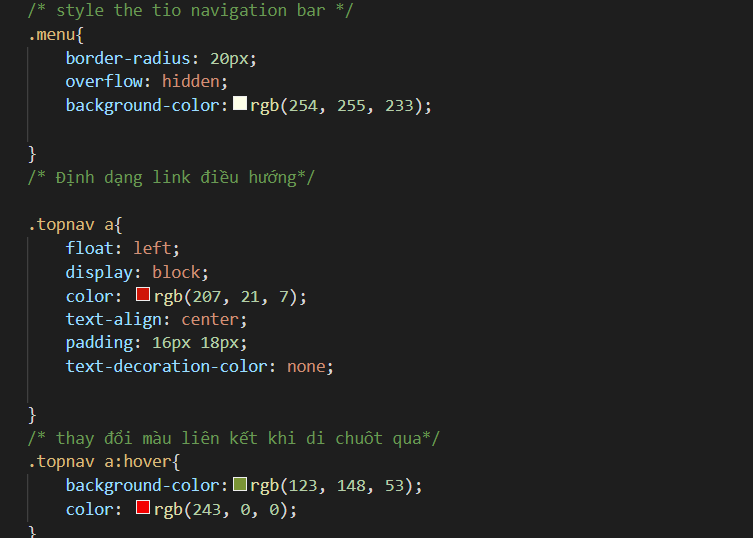 /* style the tio navigation bar */
.menu{
border-radius: 20px;
overflow: hidden;
background-color: rgb(254, 255, 233);
}
/* Định dạng link điều hướng*/
.topnav a{
float: left;
display: block;
color: rgb(207, 21, 7);
text-align: center;
padding: 16px 18px;
text-decoration-color: none;
}
/* thay đổi màu liên kết khi di chuôt qua*/
.topnav a:hover{
background-color: rgb(123, 148, 53);
color: rgb(243, 0, 0);
}